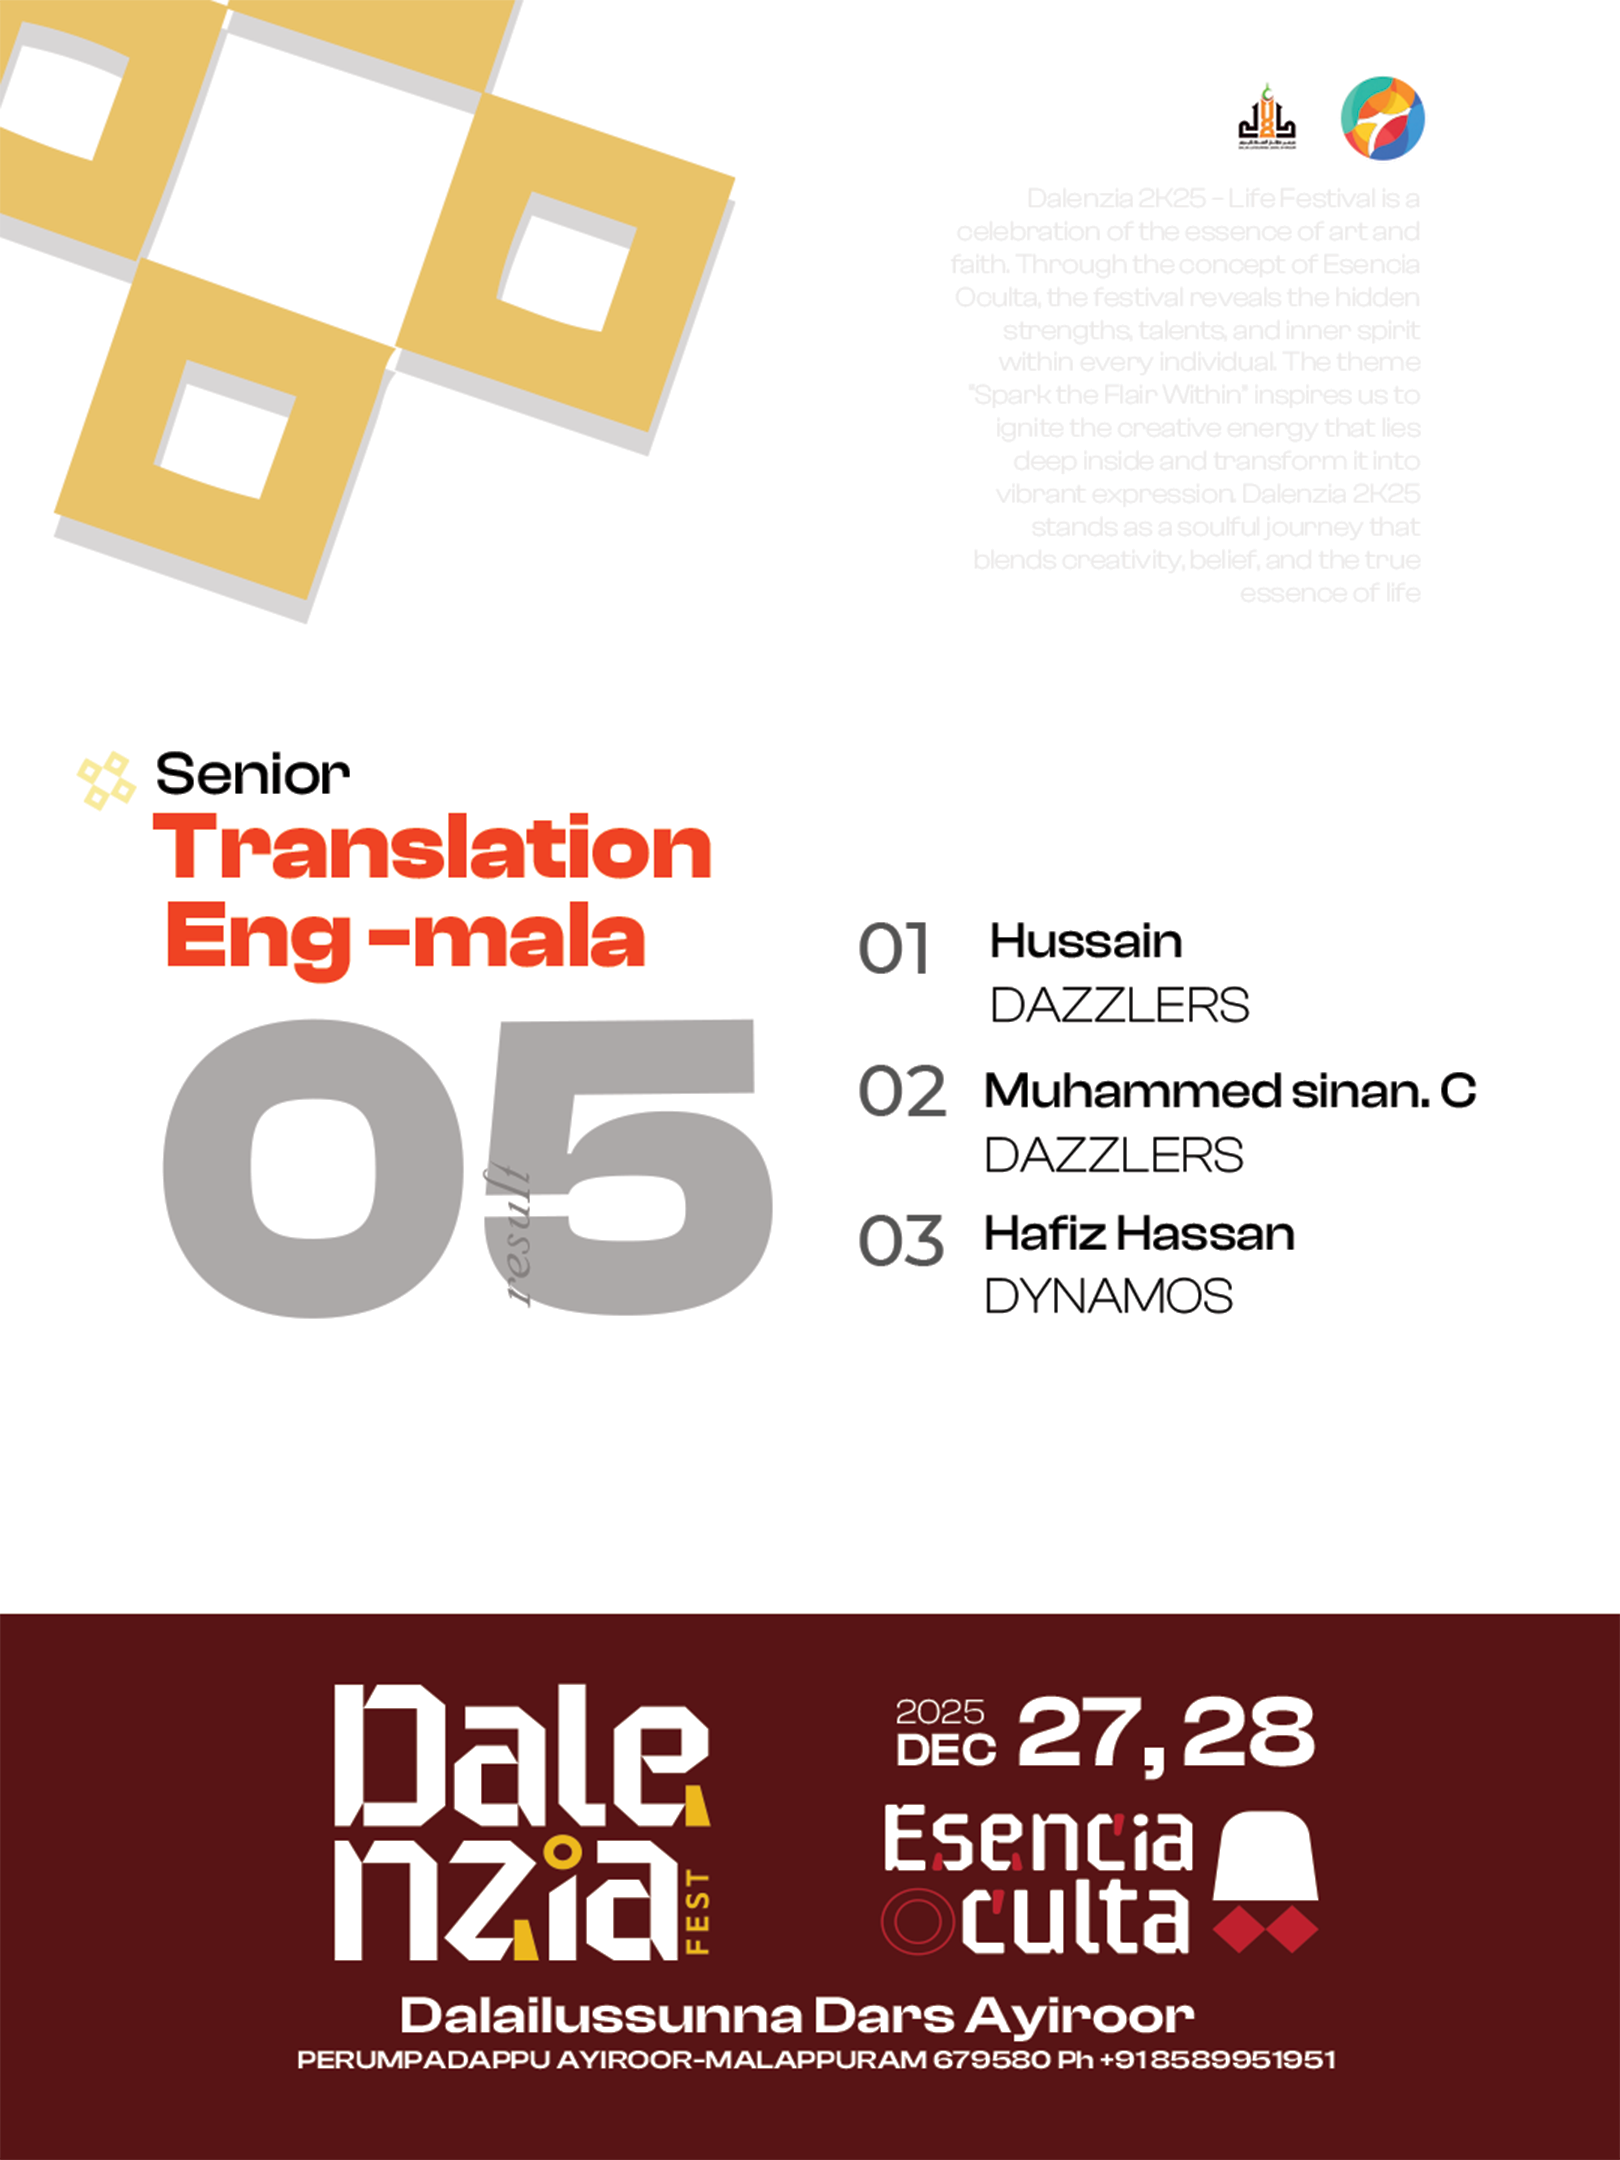 Dalenzia 2K25 – Life Festival is a
celebration of the essence of art and
faith. Through the concept of Esencia
Oculta, the festival reveals the hidden
strengths, talents, and inner spirit
within every individual. The theme
"Spark the Flair Within" inspires us to
ignite the creative energy that lies
deep inside and transform it into
vibrant expression. Dalenzia 2K25
stands as a soulful journey that
blends creativity, belief, and the true
essence of life
Senior
Translation
Eng -mala
05
result
01 Hussain
DAZZLERS
02 Muhammed sinan. C
DAZZLERS
03 Hafiz Hassan
DYNAMOS
Dale
nzia
FEST
2025
DEC 27,28
Esencia
Oculta
Dalailussunna Dars Ayiroor
PERUMPADAPPU AYIROOR-MALAPPURAM 679580 Ph +918589951951